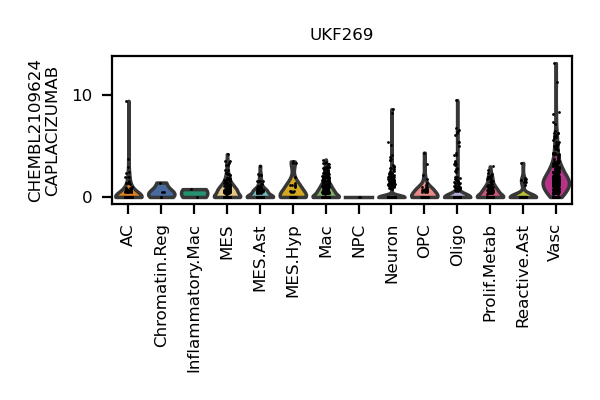 UKF269
CHEMBL2109624
CAPLACIZUMAB
10
0
AC
Chromatin.Reg
Inflammatory.Mac
MES
MES.Ast
MES.Hyp
Mac
NPC
Neuron
OPC
Oligo
Prolif.Metab
Reactive.Ast
Vasc